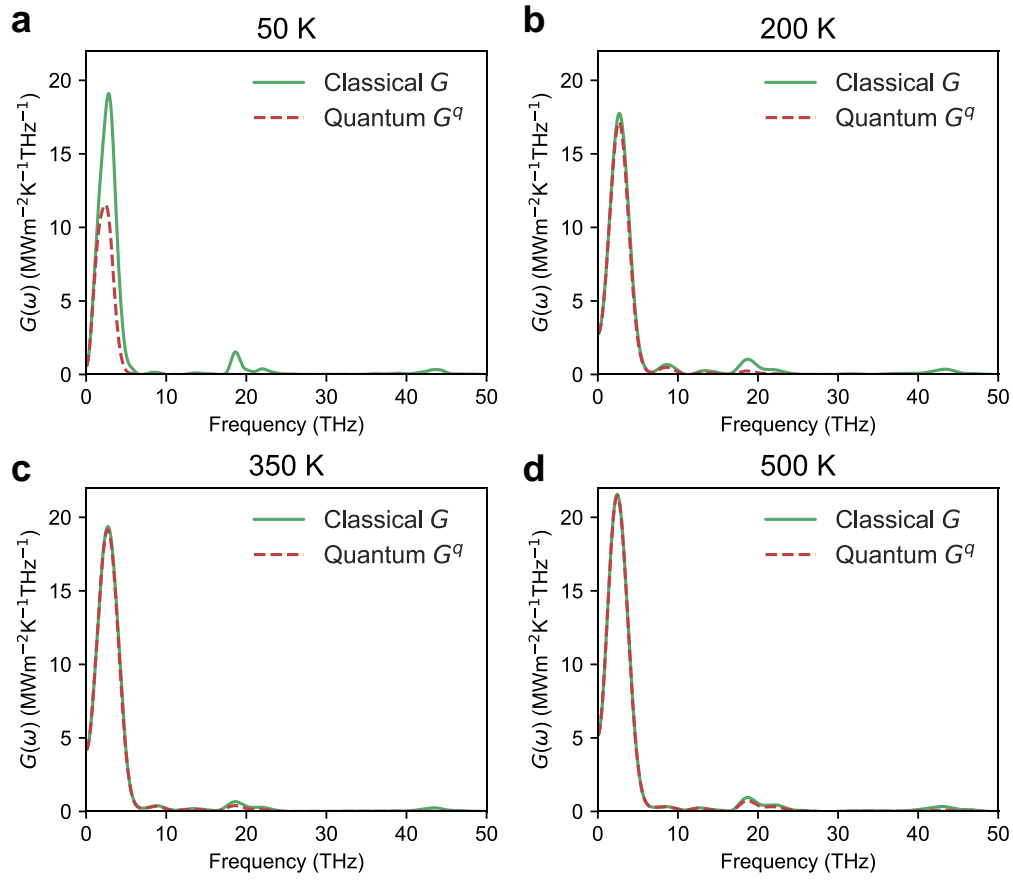 a
50 K
G(ω) (MWm⁻²K⁻¹THz⁻¹)
20
15
10
5
0
Classical G
Quantum G^q
0 10 20 30 40 50
Frequency (THz)
b
200 K
G(ω) (MWm⁻²K⁻¹THz⁻¹)
20
15
10
5
0
Classical G
Quantum G^q
0 10 20 30 40 50
Frequency (THz)
c
350 K
G(ω) (MWm⁻²K⁻¹THz⁻¹)
20
15
10
5
0
Classical G
Quantum G^q
0 10 20 30 40 50
Frequency (THz)
d
500 K
G(ω) (MWm⁻²K⁻¹THz⁻¹)
20
15
10
5
0
Classical G
Quantum G^q
0 10 20 30 40 50
Frequency (THz)